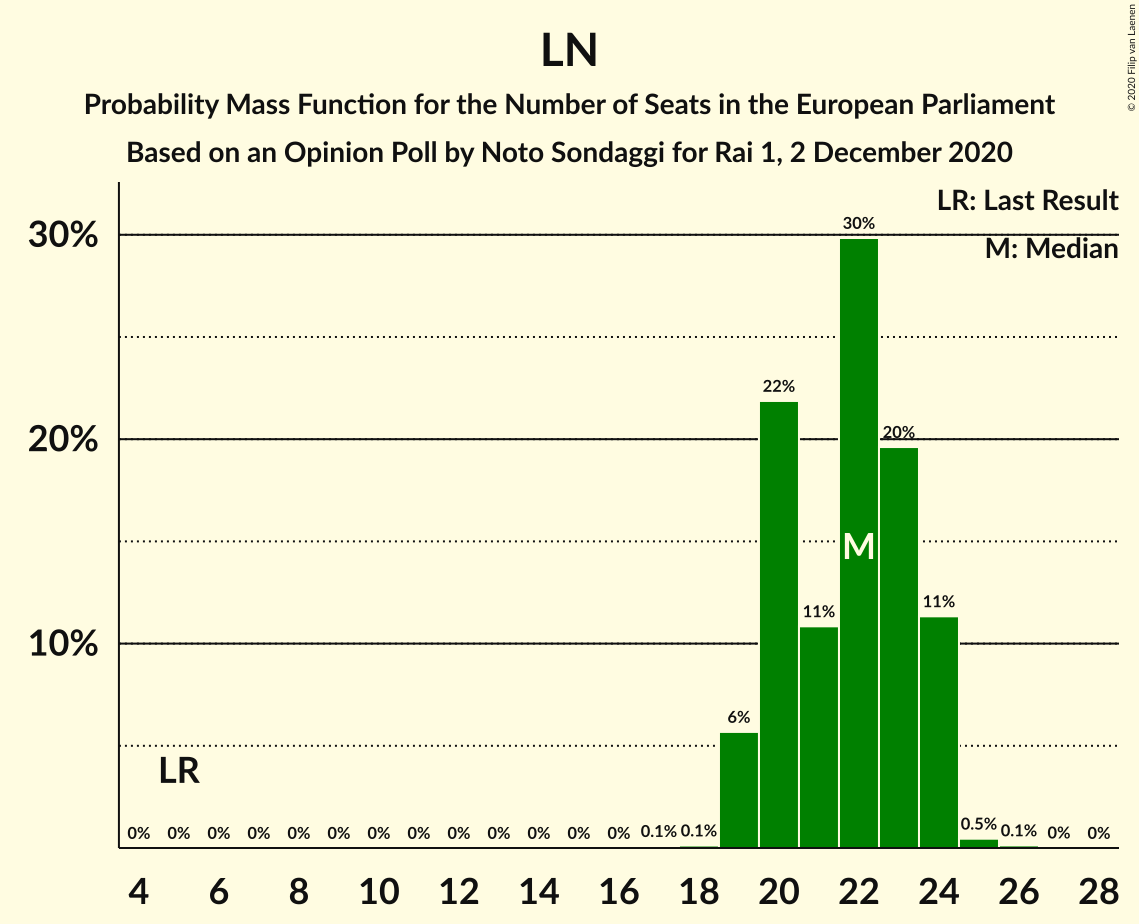 LN
Probability Mass Function for the Number of Seats in the European Parliament
Based on an Opinion Poll by Noto Sondaggi for Rai 1, 2 December 2020
© 2020 Filip van Laenen
LR: Last Result
M: Median
30%
20%
10%
30%
22%
20%
M
11%
11%
6%
LR
0% 0% 0% 0% 0% 0% 0% 0% 0% 0% 0% 0% 0% 0.1% 0.1% 0.5% 0.1% 0% 0%
4 6 8 10 12 14 16 18 20 22 24 26 28